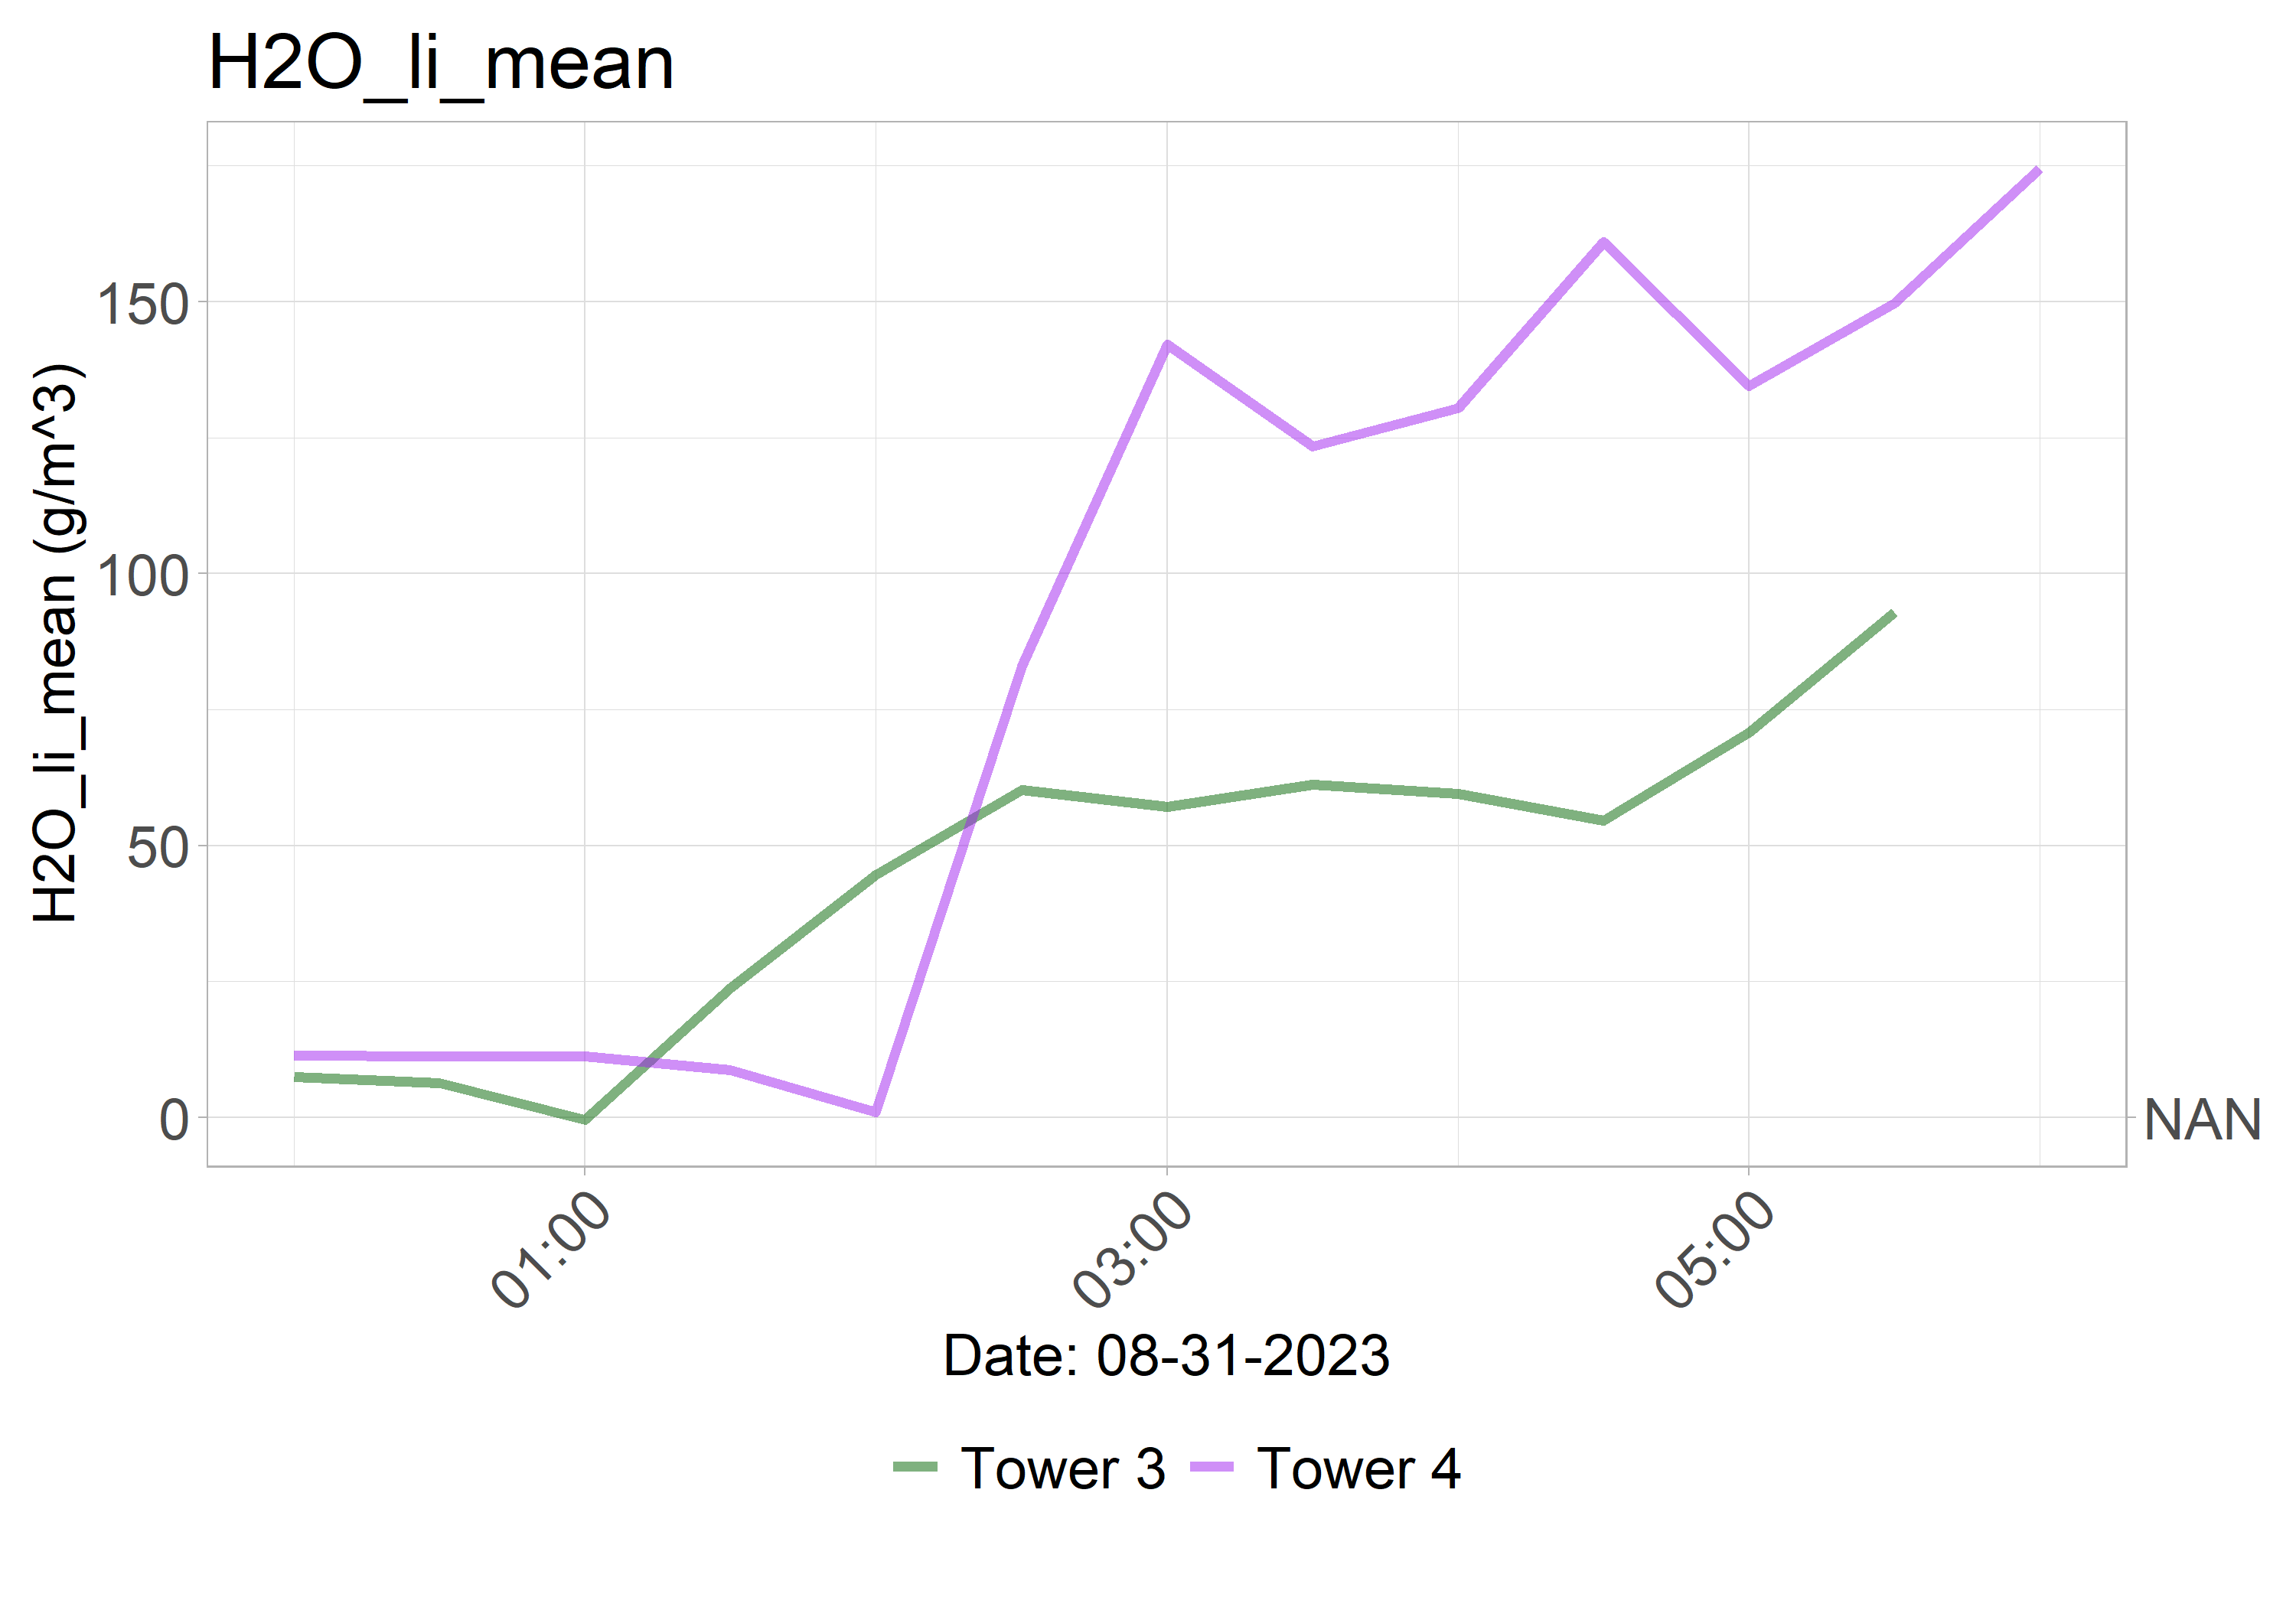 H2O_li_mean
H2O_li_mean (g/m^3)
150
100
50
0
NAN
01:00
03:00
05:00
Date: 08-31-2023
Tower 3
Tower 4